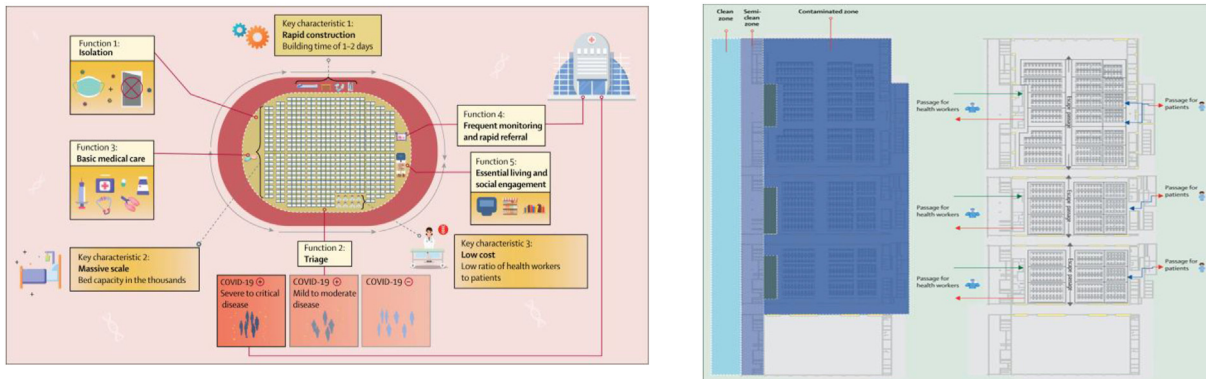 Key characteristic 1:
Rapid construction
Building time of 1–2 days
Function 1:
Isolation
Function 4:
Frequent monitoring
and rapid referral
Function 3:
Basic medical care
Function 5:
Essential living and
social engagement
Key characteristic 2:
Massive scale
Bed capacity in the thousands
Function 2:
Triage
Key characteristic 3:
Low cost
Low ratio of health workers
to patients
COVID-19 +
Severe to critical
disease
COVID-19 +
Mild to moderate
disease
COVID-19 −
Clean
zone
Semi-
clean
zone
Contaminated zone
Passage for
health workers
Escape passage
Passage for
patients
Passage for
health workers
Passage for
patients
Passage for
health workers
Escape passage
Passage for
patients